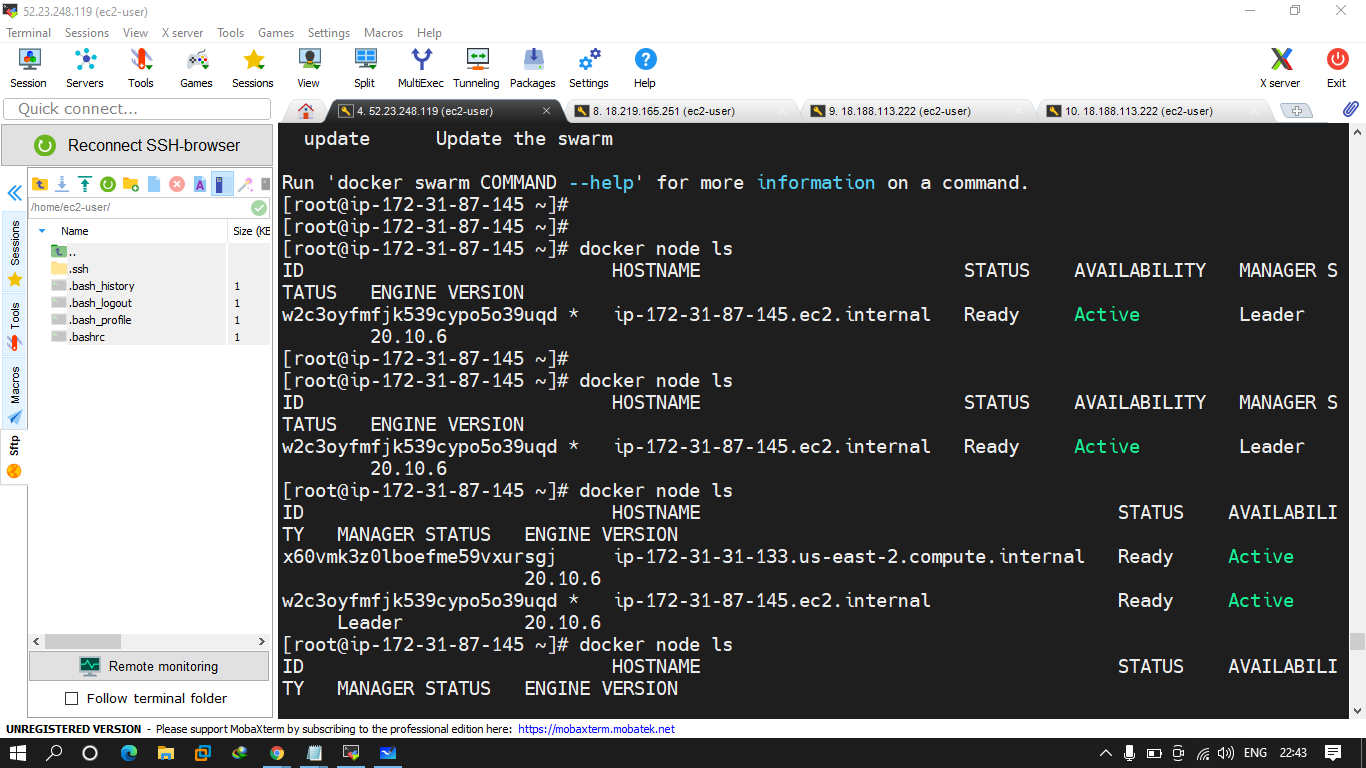 52.23.248.119 (ec2-user)
Terminal Sessions View X server Tools Games Settings Macros Help
Session Servers Tools Games Sessions View Split MultiExec Tunneling Packages Settings Help X server Exit
Quick connect...
4. 52.23.248.119 (ec2-user)
8. 18.219.165.251 (ec2-user)
9. 18.188.113.222 (ec2-user)
10. 18.188.113.222 (ec2-user)
Reconnect SSH-browser
/home/ec2-user/
Name Size (KB
..
.ssh
.bash_history 1
.bash_logout 1
.bash_profile 1
.bashrc 1
Sessions
Tools
Macros
Sftp
Remote monitoring
Follow terminal folder
update Update the swarm
Run 'docker swarm COMMAND --help' for more information on a command.
[root@ip-172-31-87-145 ~]#
[root@ip-172-31-87-145 ~]#
[root@ip-172-31-87-145 ~]# docker node ls
ID HOSTNAME STATUS AVAILABILITY MANAGER S
TATUS ENGINE VERSION
w2c3oyfmfjk539cypo5o39uqd * ip-172-31-87-145.ec2.internal Ready Active Leader
20.10.6
[root@ip-172-31-87-145 ~]#
[root@ip-172-31-87-145 ~]# docker node ls
ID HOSTNAME STATUS AVAILABILITY MANAGER S
TATUS ENGINE VERSION
w2c3oyfmfjk539cypo5o39uqd * ip-172-31-87-145.ec2.internal Ready Active Leader
20.10.6
[root@ip-172-31-87-145 ~]# docker node ls
ID HOSTNAME STATUS AVAILABILI
TY MANAGER STATUS ENGINE VERSION
x60vmk3z0lboefme59vxursgj ip-172-31-31-133.us-east-2.compute.internal Ready Active
20.10.6
w2c3oyfmfjk539cypo5o39uqd * ip-172-31-87-145.ec2.internal Ready Active
Leader 20.10.6
[root@ip-172-31-87-145 ~]# docker node ls
ID HOSTNAME STATUS AVAILABILI
TY MANAGER STATUS ENGINE VERSION
UNREGISTERED VERSION - Please support MobaXterm by subscribing to the professional edition here: https://mobaxterm.mobatek.net
ENG 22:43